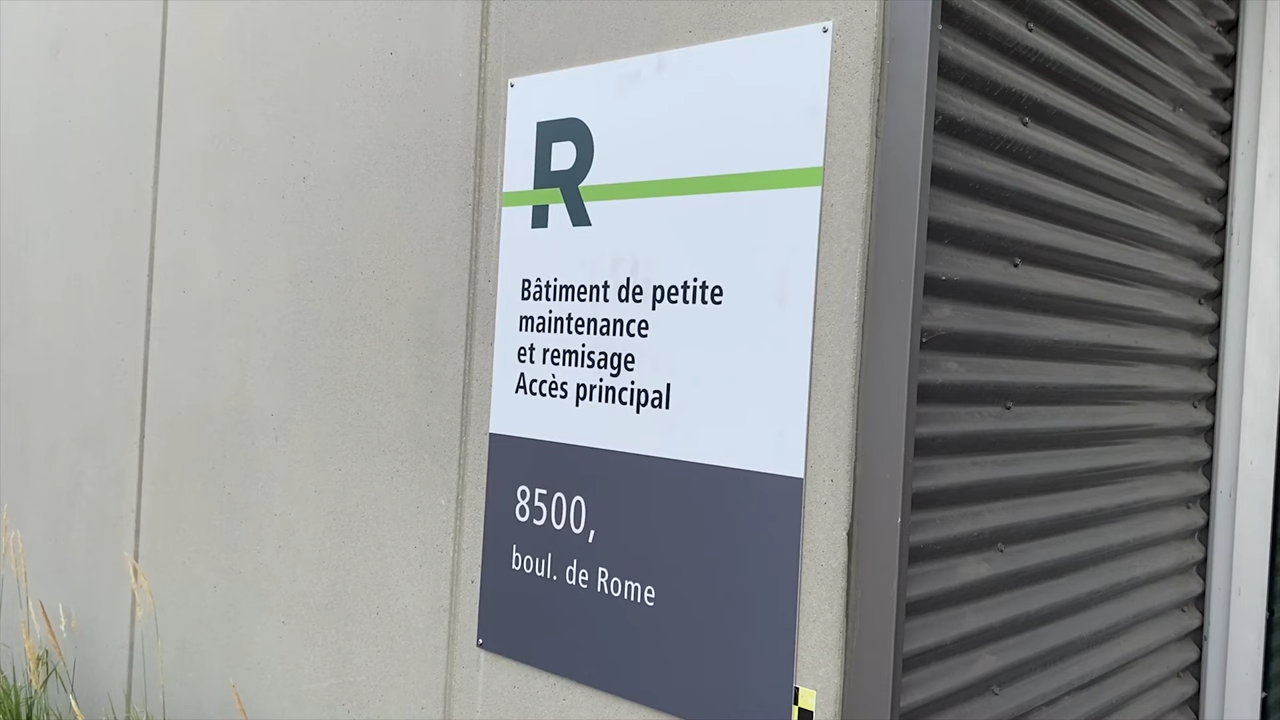 R
Bâtiment de petite
maintenance
et remisage
Accès principal
8500,
boul. de Rome